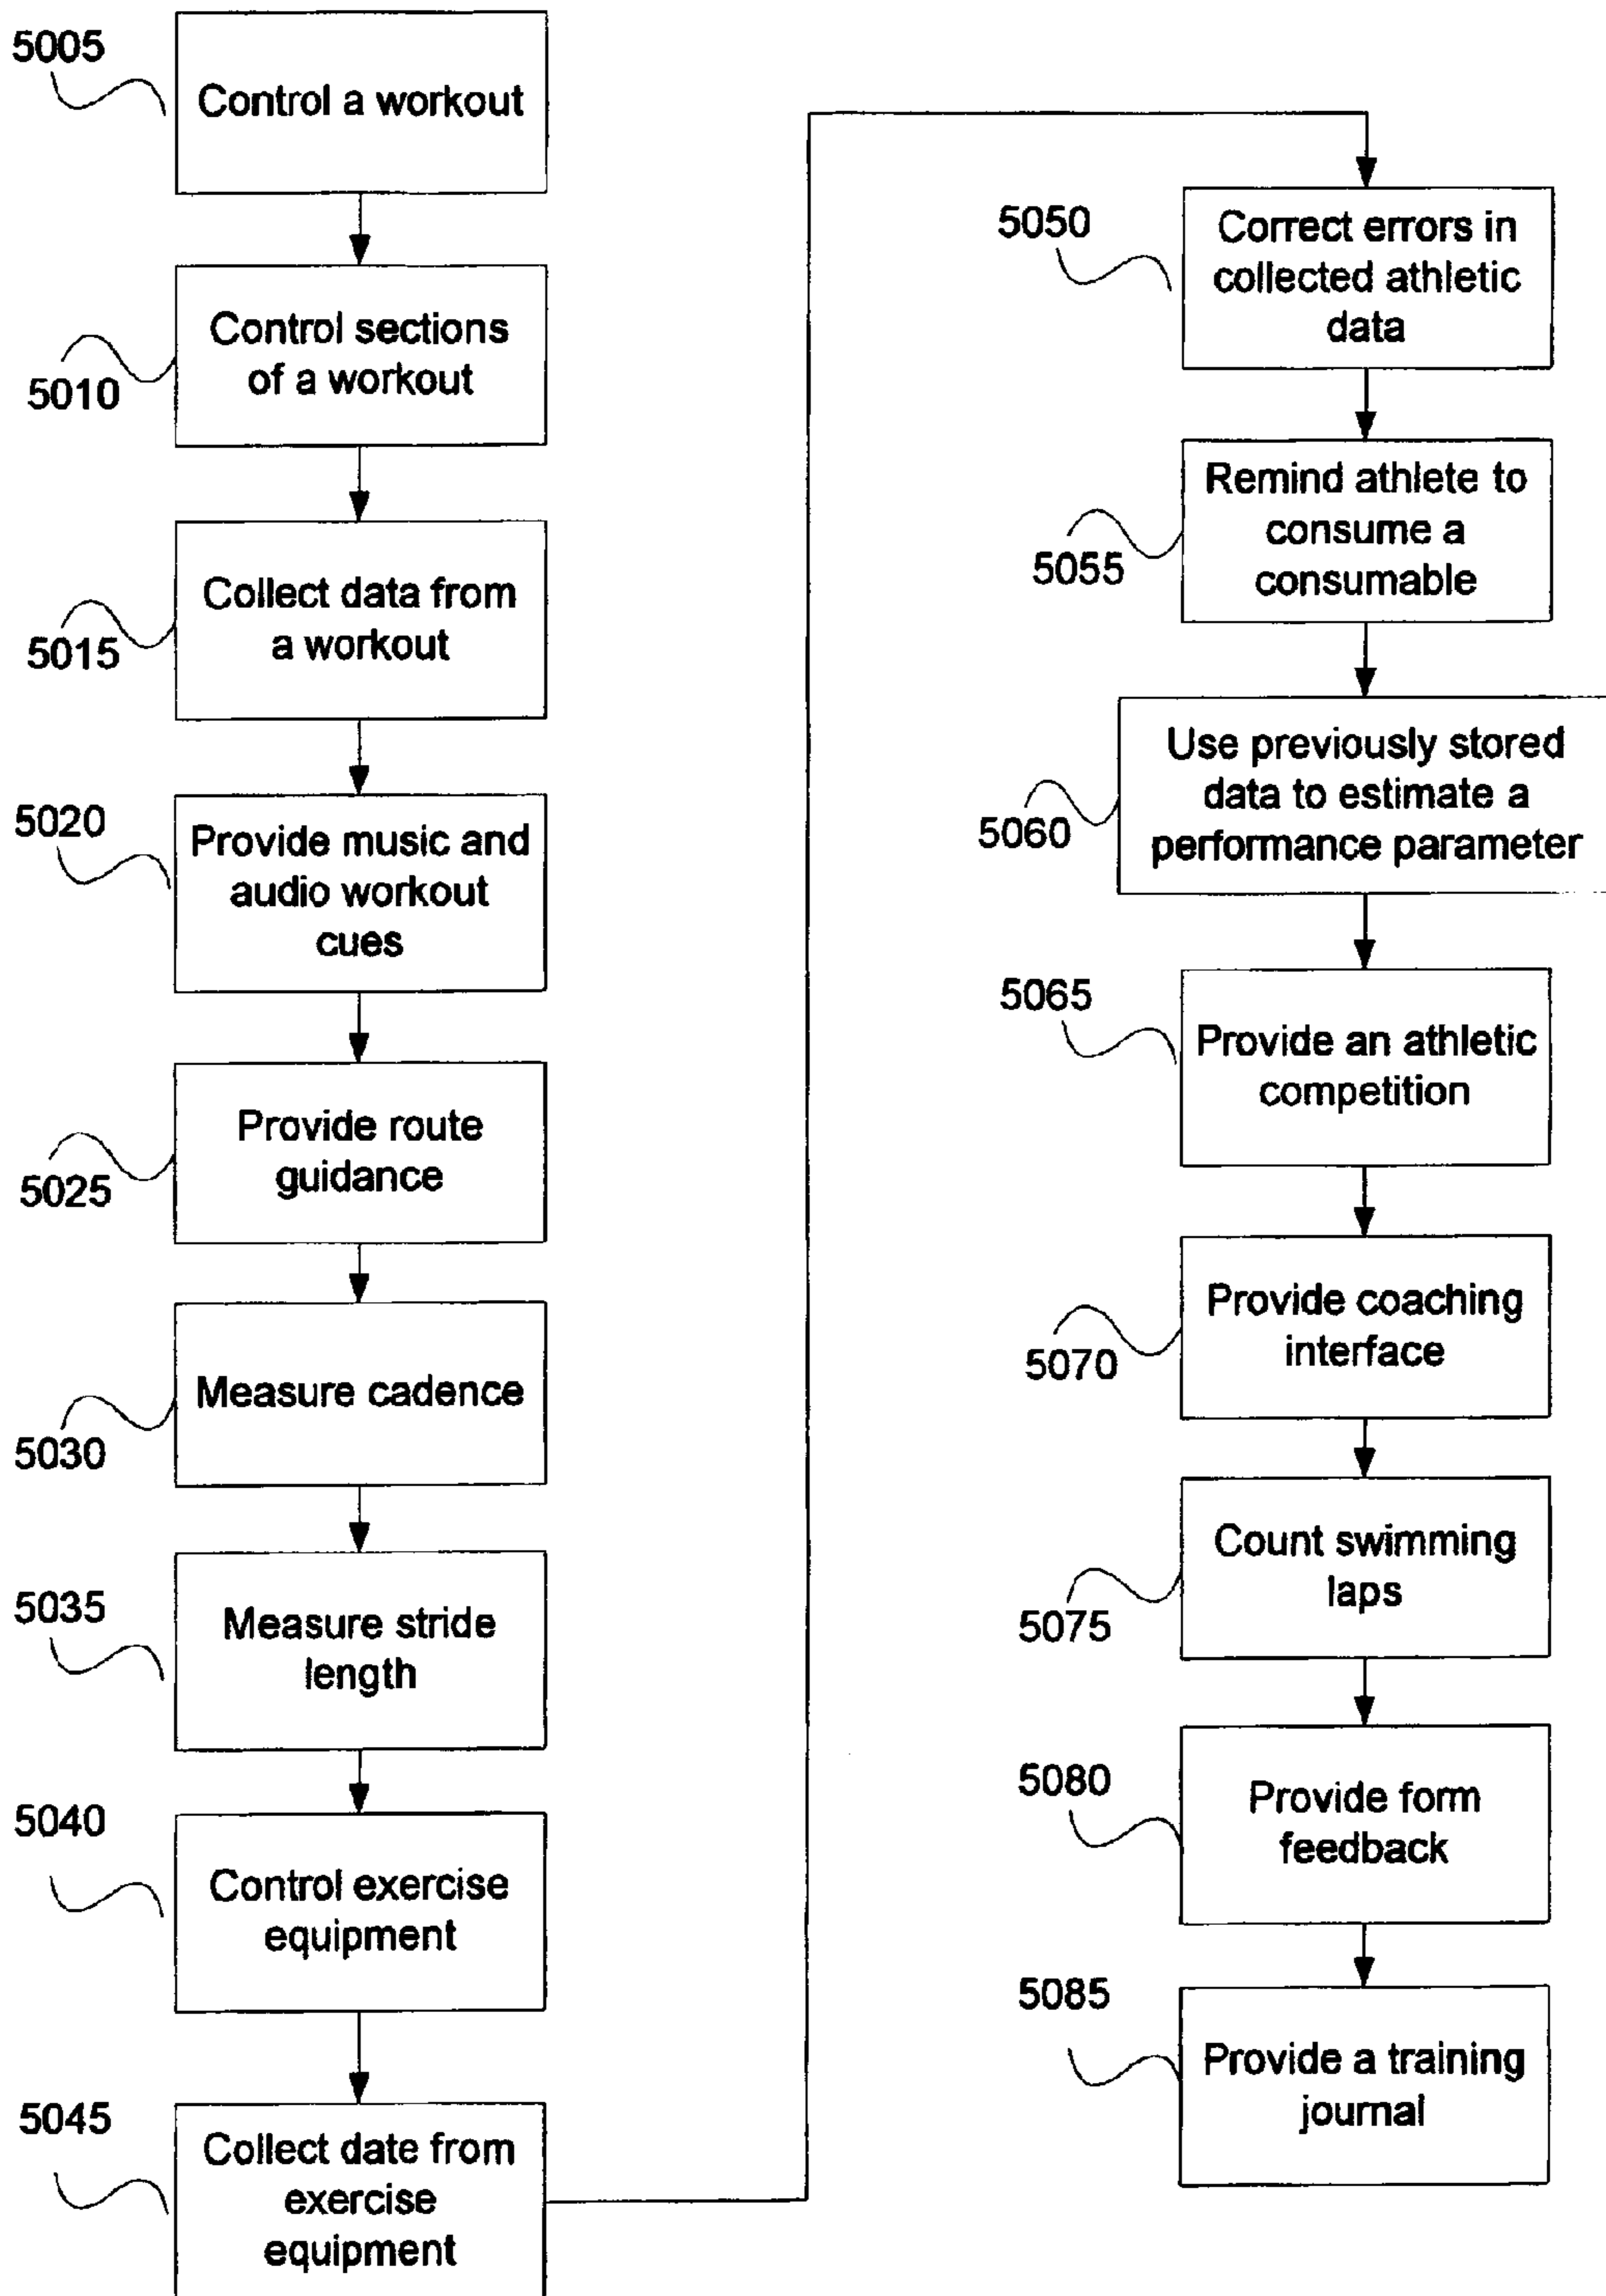 5005
Control a workout
5010
Control sections
of a workout
5015
Collect data from
a workout
5020
Provide music and
audio workout
cues
5025
Provide route
guidance
5030
Measure cadence
5035
Measure stride
length
5040
Control exercise
equipment
5045
Collect date from
exercise
equipment
5050
Correct errors in
collected athletic
data
5055
Remind athlete to
consume a
consumable
5060
Use previously stored
data to estimate a
performance parameter
5065
Provide an athletic
competition
5070
Provide coaching
interface
5075
Count swimming
laps
5080
Provide form
feedback
5085
Provide a training
journal